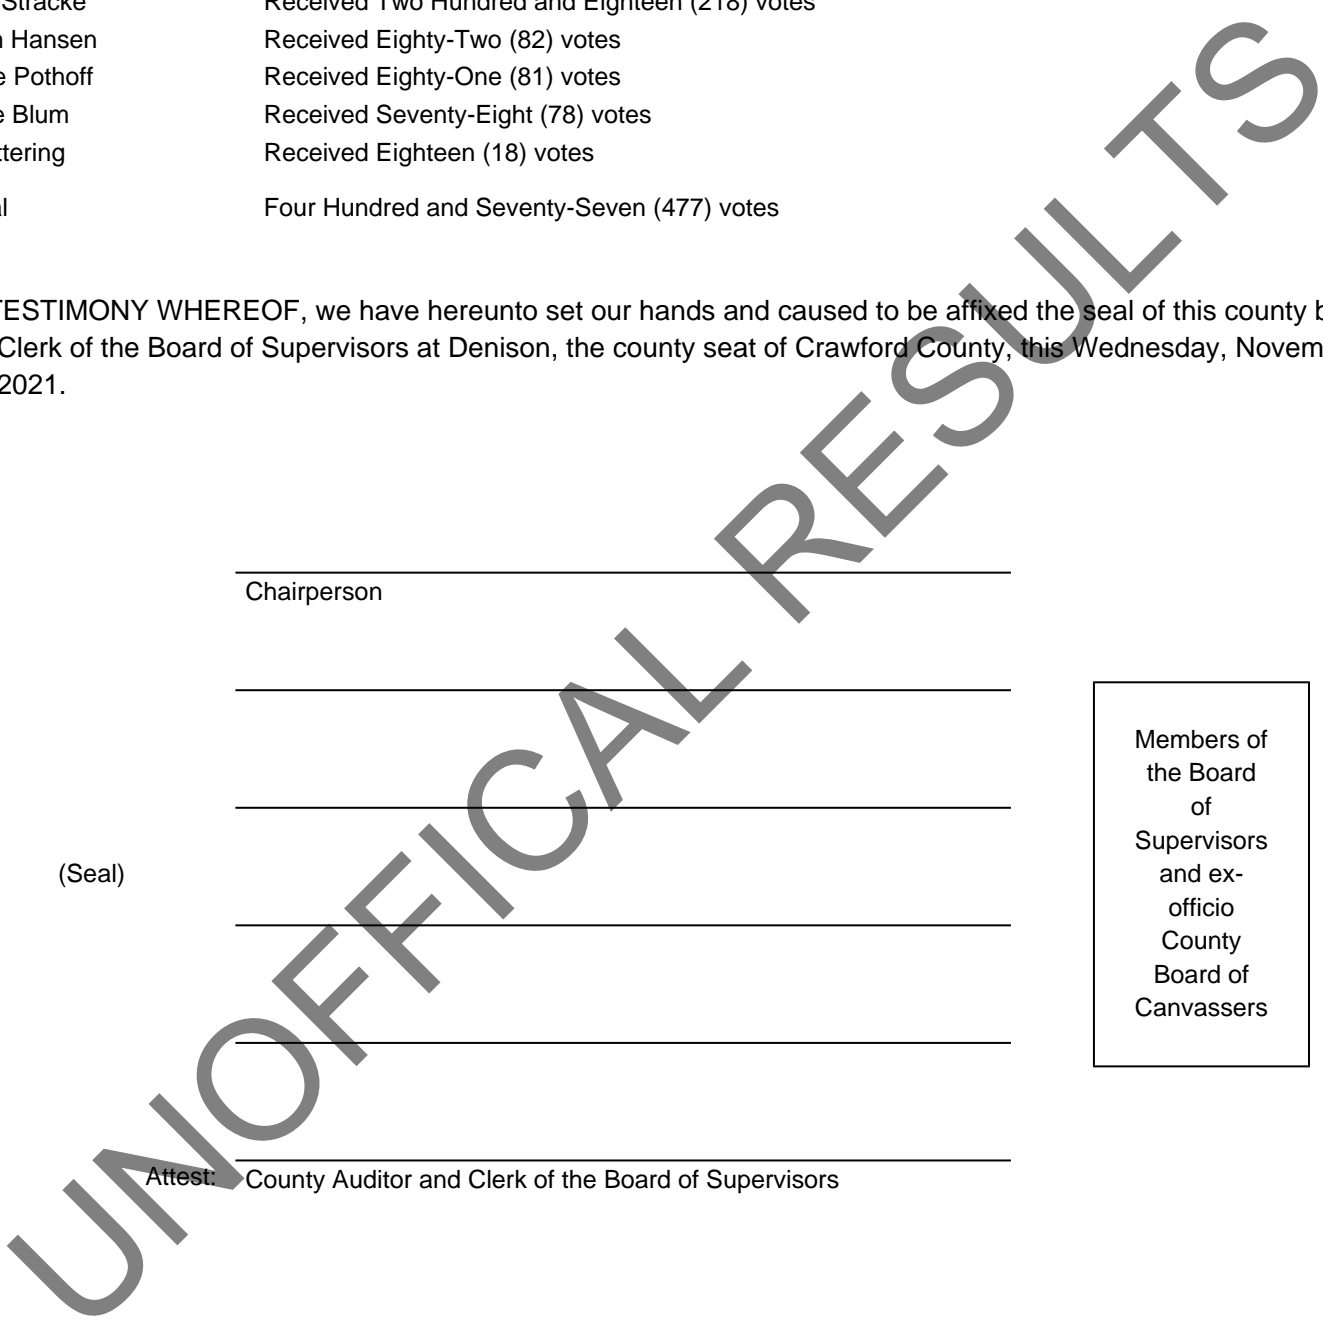 Stracke Received Two Hundred and Eighteen (218) votes
Hansen Received Eighty-Two (82) votes
Pothoff Received Eighty-One (81) votes
Blum Received Seventy-Eight (78) votes
ttering Received Eighteen (18) votes
l Four Hundred and Seventy-Seven (477) votes
TESTIMONY WHEREOF, we have hereunto set our hands and caused to be affixed the seal of this county b
Clerk of the Board of Supervisors at Denison, the county seat of Crawford County, this Wednesday, Novem
2021.
Chairperson
Members of
the Board
of
Supervisors
and ex-
officio
County
Board of
Canvassers
(Seal)
Attest: County Auditor and Clerk of the Board of Supervisors
UNOFFICAL RESULTS